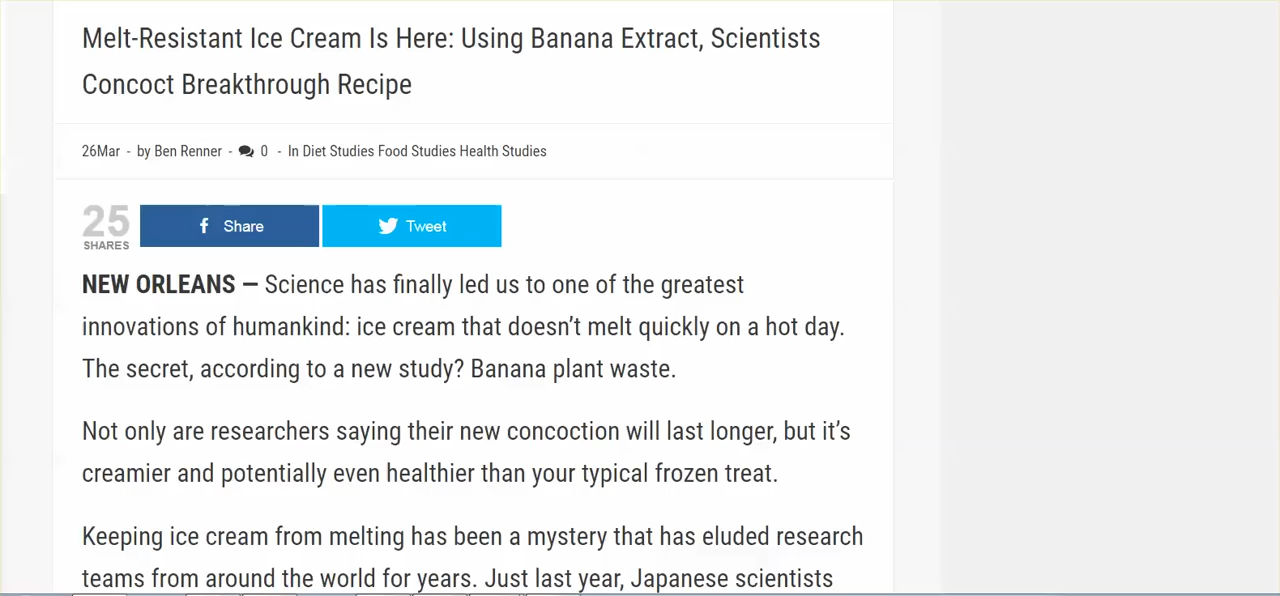 Melt-Resistant Ice Cream Is Here: Using Banana Extract, Scientists
Concoct Breakthrough Recipe
26Mar - by Ben Renner - 0 - In Diet Studies Food Studies Health Studies
25
SHARES
Share
Tweet
NEW ORLEANS — Science has finally led us to one of the greatest
innovations of humankind: ice cream that doesn’t melt quickly on a hot day.
The secret, according to a new study? Banana plant waste.
Not only are researchers saying their new concoction will last longer, but it’s
creamier and potentially even healthier than your typical frozen treat.
Keeping ice cream from melting has been a mystery that has eluded research
teams from around the world for years. Just last year, Japanese scientists